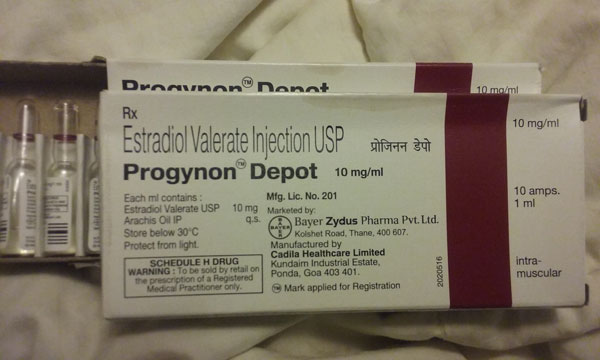 Progynon™ Depot
10 mg/ml
Rx
Estradiol Valerate Injection USP प्रोजिनन डेपो
Progynon™ Depot 10 mg/ml
Each ml contains :
Estradiol Valerate USP 10 mg
Arachis Oil IP q.s.
Store below 30°C
Protect from light.
SCHEDULE H DRUG
WARNING : To be sold by retail on
the prescription of a Registered
Medical Practitioner only.
Mfg. Lic. No. 201
Marketed by:
BAYER
Bayer Zydus Pharma Pvt. Ltd.
Kolshet Road, Thane, 400 607.
Manufactured by
Cadila Healthcare Limited
Kundaim Industrial Estate,
Ponda, Goa 403 401.
TM Mark applied for Registration
2020516
10 mg/ml
10 amps.
1 ml
intra-
muscular